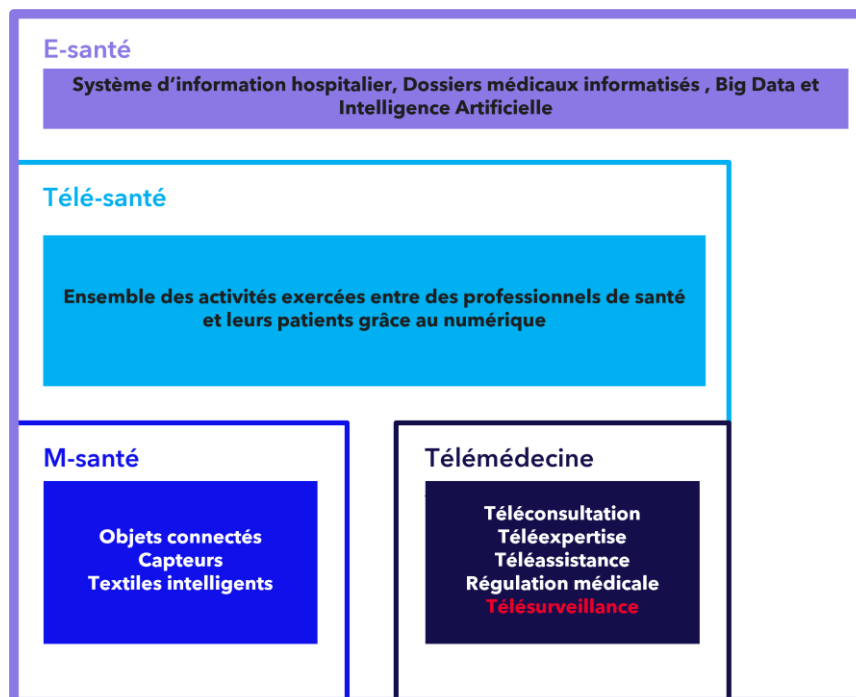 E-santé
Système d'information hospitalier, Dossiers médicaux informatisés , Big Data et
Intelligence Artificielle
Télé-santé
Ensemble des activités exercées entre des professionnels de santé
et leurs patients grâce au numérique
M-santé
Objets connectés
Capteurs
Textiles intelligents
Télémédecine
Téléconsultation
Téléexpertise
Téléassistance
Régulation médicale
Télésurveillance